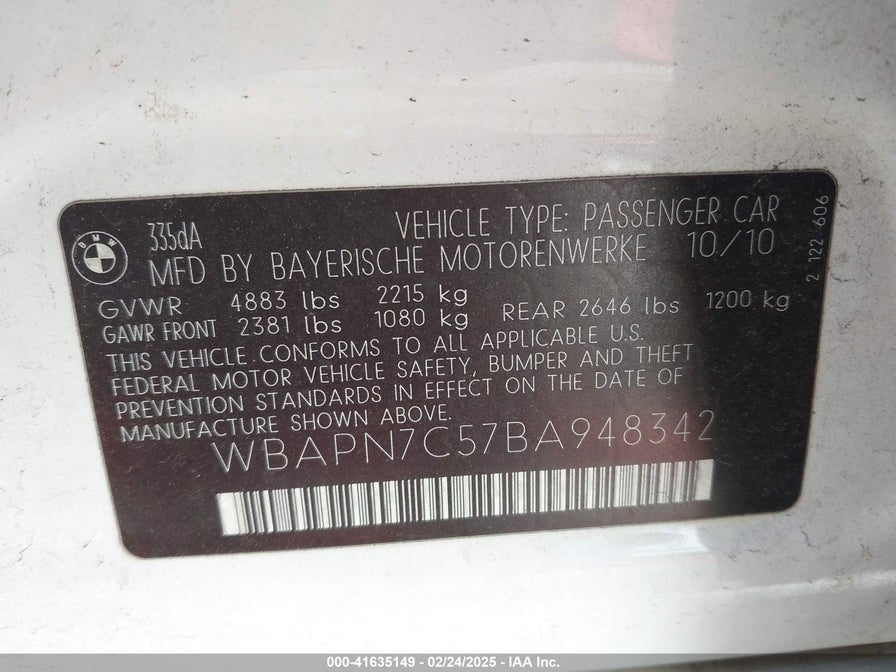 BMW
335dA
VEHICLE TYPE: PASSENGER CAR
MFD BY BAYERISCHE MOTORENWERKE 10/10
GVWR 4883 lbs 2215 kg
GAWR FRONT 2381 lbs 1080 kg REAR 2646 lbs 1200 kg
THIS VEHICLE CONFORMS TO ALL APPLICABLE U.S.
FEDERAL MOTOR VEHICLE SAFETY, BUMPER AND THEFT
PREVENTION STANDARDS IN EFFECT ON THE DATE OF
MANUFACTURE SHOWN ABOVE.
WBAPN7C57BA948342
2 122 606
000-41635149 - 02/24/2025 - IAA Inc.